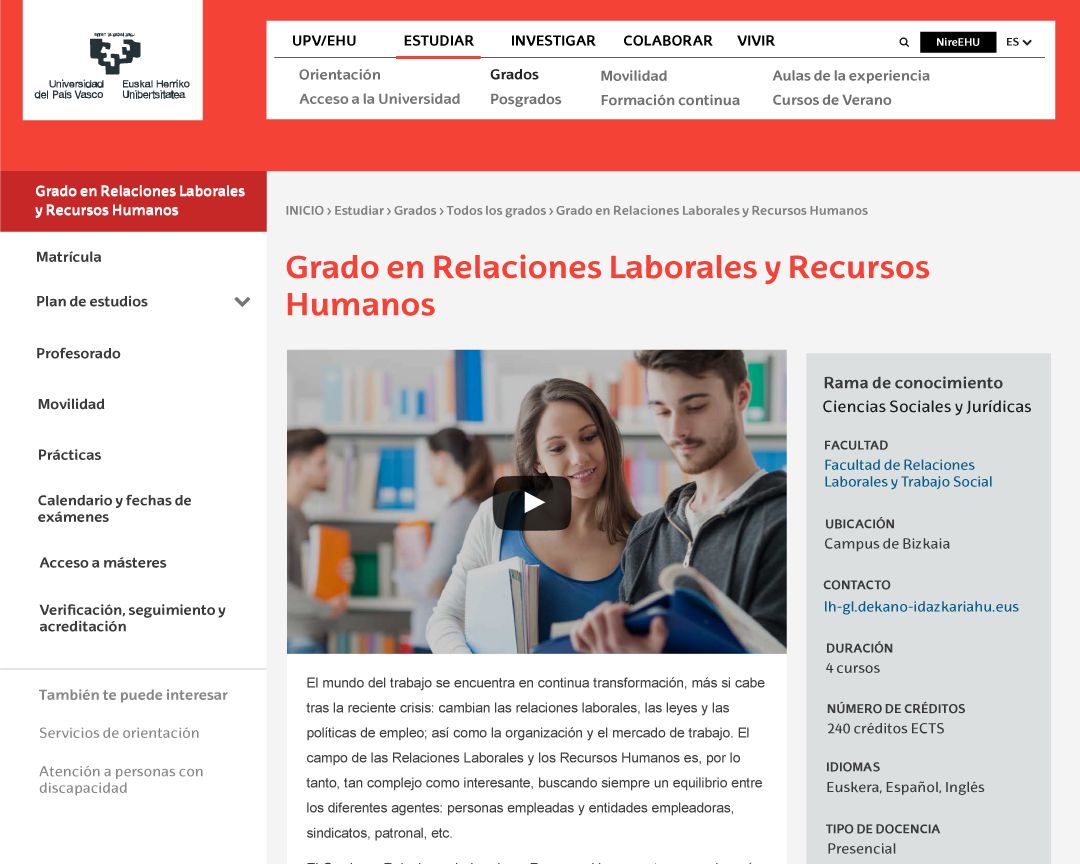 Universidad del País Vasco
Euskal Herriko Unibertsitatea
UPV/EHU
ESTUDIAR
INVESTIGAR
COLABORAR
VIVIR
NireEHU
ES
Orientación
Grados
Movilidad
Aulas de la experiencia
Acceso a la Universidad
Posgrados
Formación continua
Cursos de Verano
Grado en Relaciones Laborales
y Recursos Humanos
Matrícula
Plan de estudios
Profesorado
Movilidad
Prácticas
Calendario y fechas de
exámenes
Acceso a másteres
Verificación, seguimiento y
acreditación
También te puede interesar
Servicios de orientación
Atención a personas con
discapacidad
INICIO › Estudiar › Grados › Todos los grados › Grado en Relaciones Laborales y Recursos Humanos
Grado en Relaciones Laborales y Recursos
Humanos
El mundo del trabajo se encuentra en continua transformación, más si cabe
tras la reciente crisis: cambian las relaciones laborales, las leyes y las
políticas de empleo; así como la organización y el mercado de trabajo. El
campo de las Relaciones Laborales y los Recursos Humanos es, por lo
tanto, tan complejo como interesante, buscando siempre un equilibrio entre
los diferentes agentes: personas empleadas y entidades empleadoras,
sindicatos, patronal, etc.
Rama de conocimiento
Ciencias Sociales y Jurídicas
FACULTAD
Facultad de Relaciones
Laborales y Trabajo Social
UBICACIÓN
Campus de Bizkaia
CONTACTO
lh-gl.dekano-idazkariahu.eus
DURACIÓN
4 cursos
NÚMERO DE CRÉDITOS
240 créditos ECTS
IDIOMAS
Euskera, Español, Inglés
TIPO DE DOCENCIA
Presencial